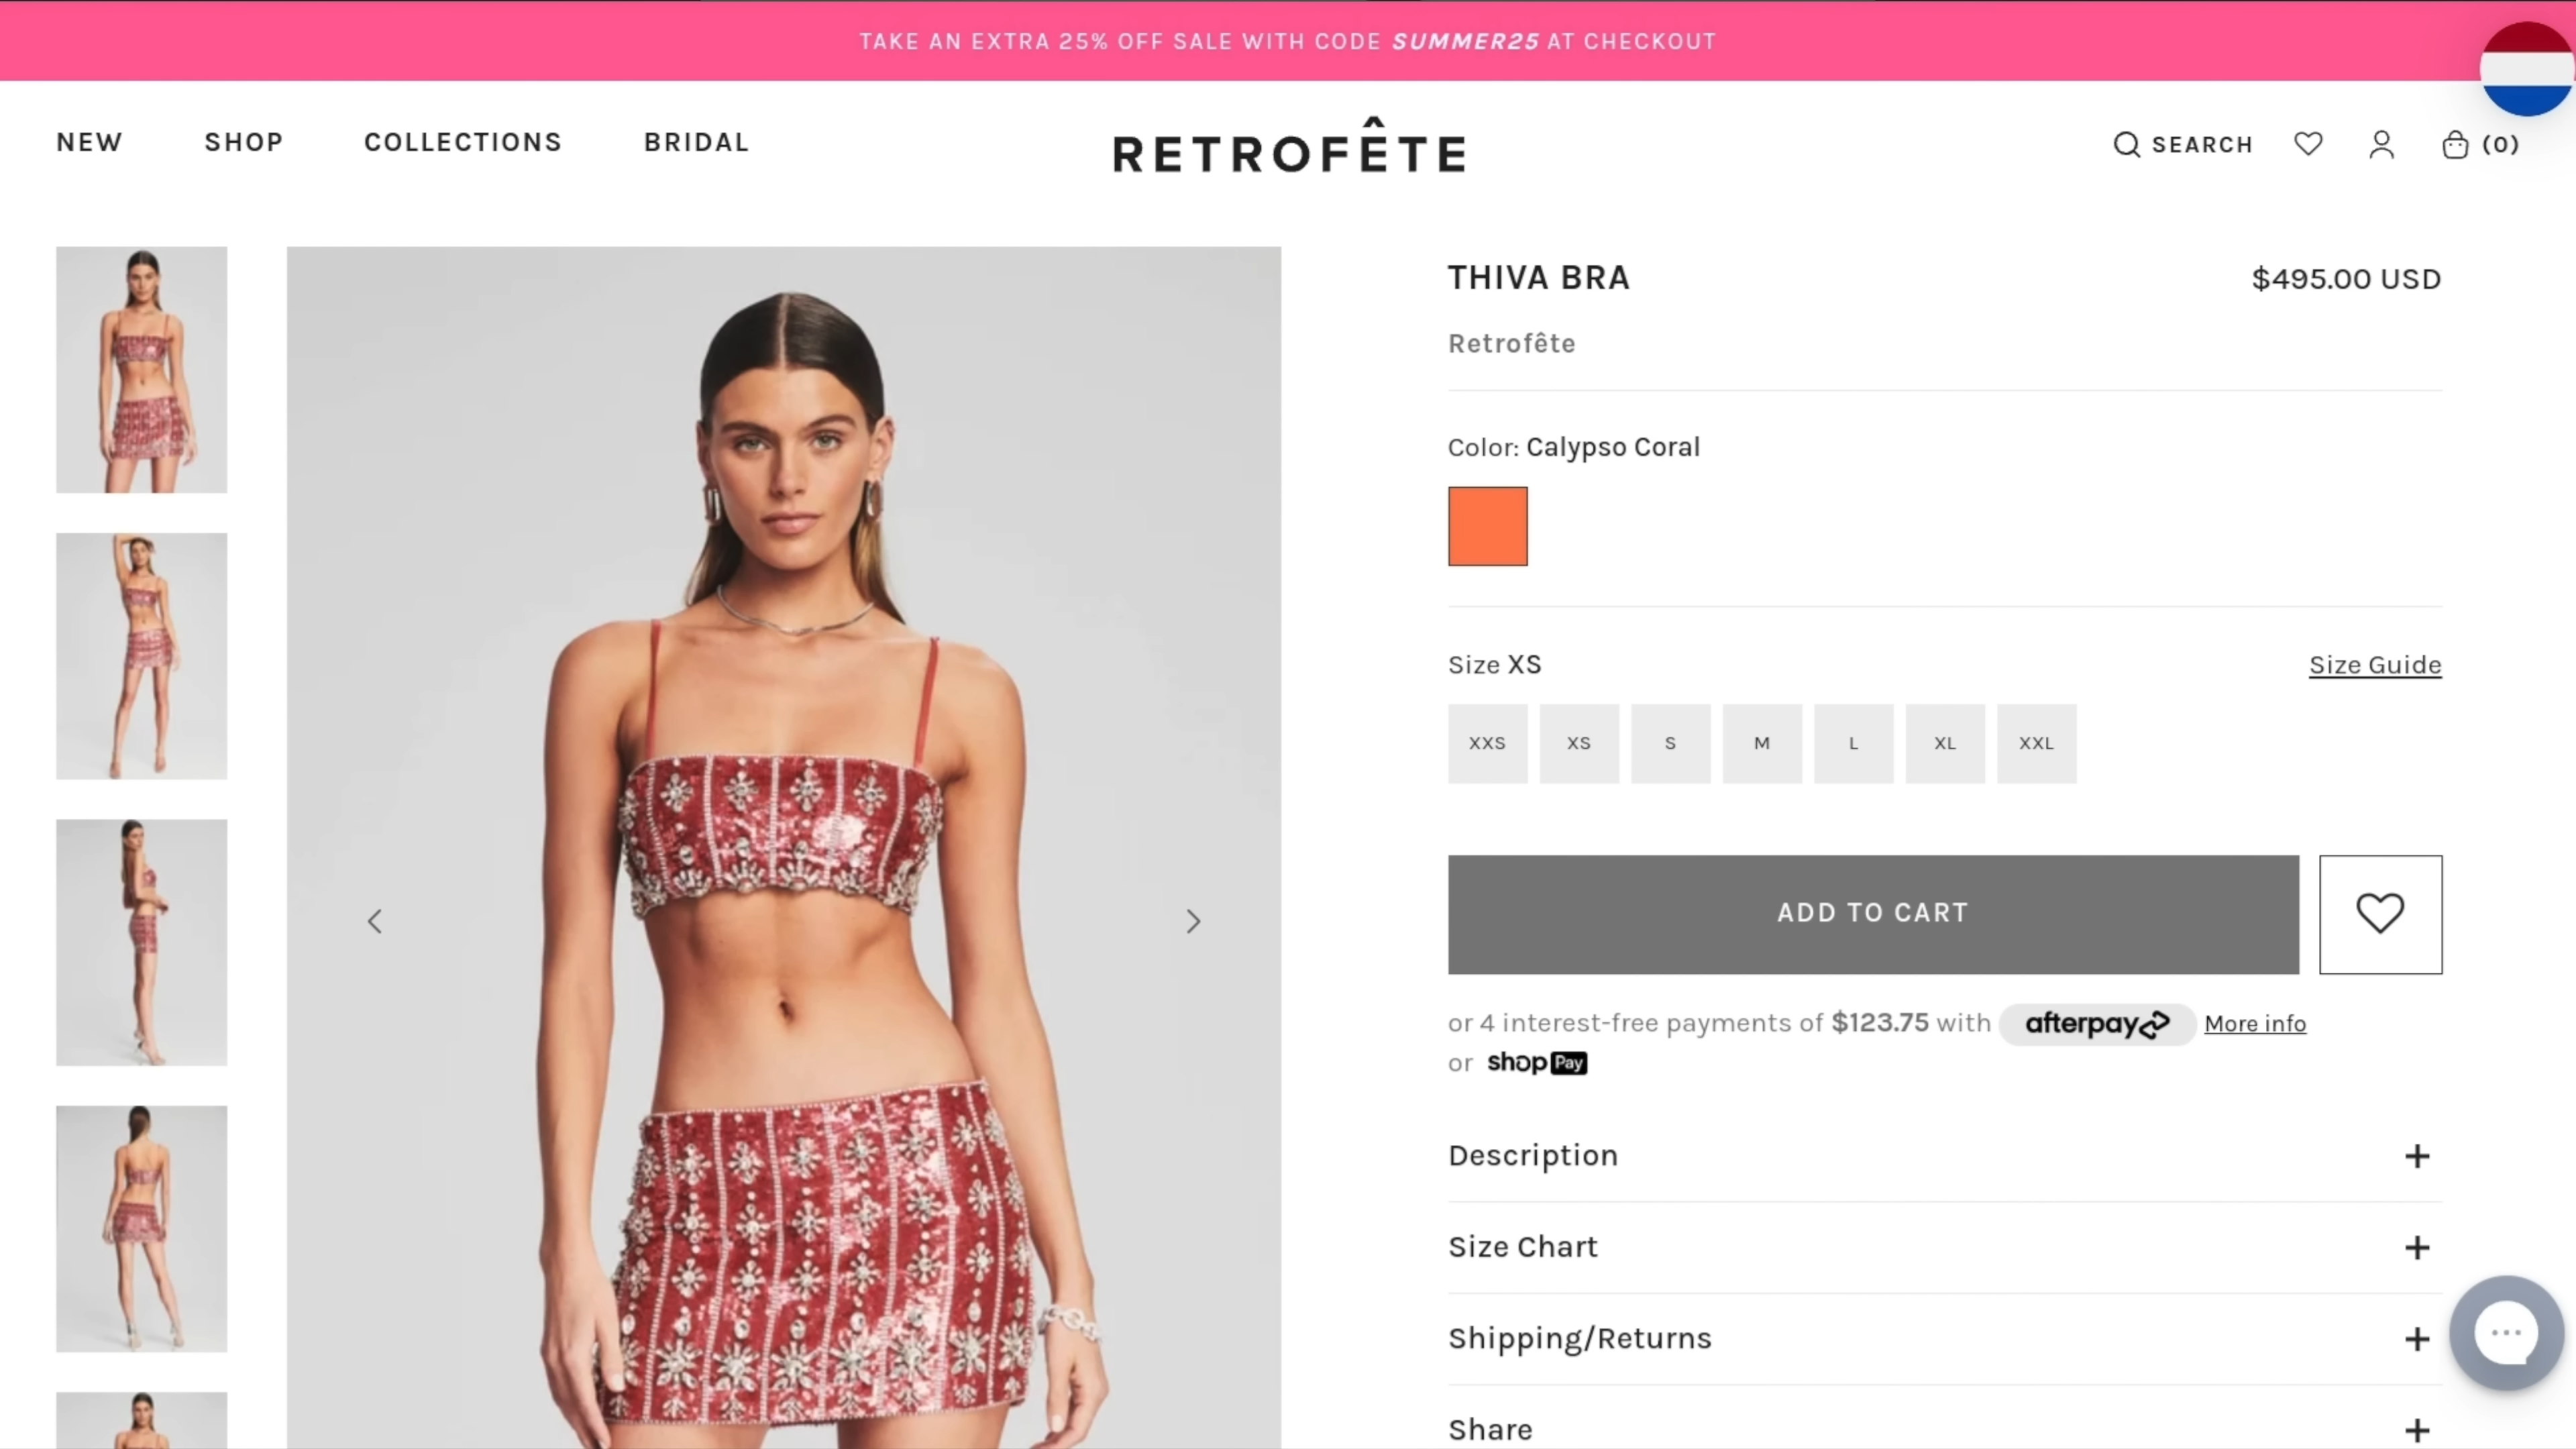 TAKE AN EXTRA 25% OFF SALE WITH CODE SUMMER25 AT CHECKOUT
NEW SHOP COLLECTIONS BRIDAL
RETROFÊTE
SEARCH (0)
THIVA BRA
$495.00 USD
Retrofête
Color: Calypso Coral
Size XS
Size Guide
XXS XS S M L XL XXL
ADD TO CART
or 4 interest-free payments of $123.75 with afterpay More info
or shop Pay
Description
Size Chart
Shipping/Returns
Share